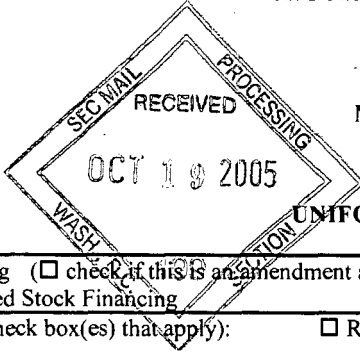 SEC MAIL PROCESSING
RECEIVED
OCT 19 2005
WASH, D.C. SECTION
UNIFO
g (☐ check if this is an amendment a
ed Stock Financing
heck box(es) that apply): ☐ R